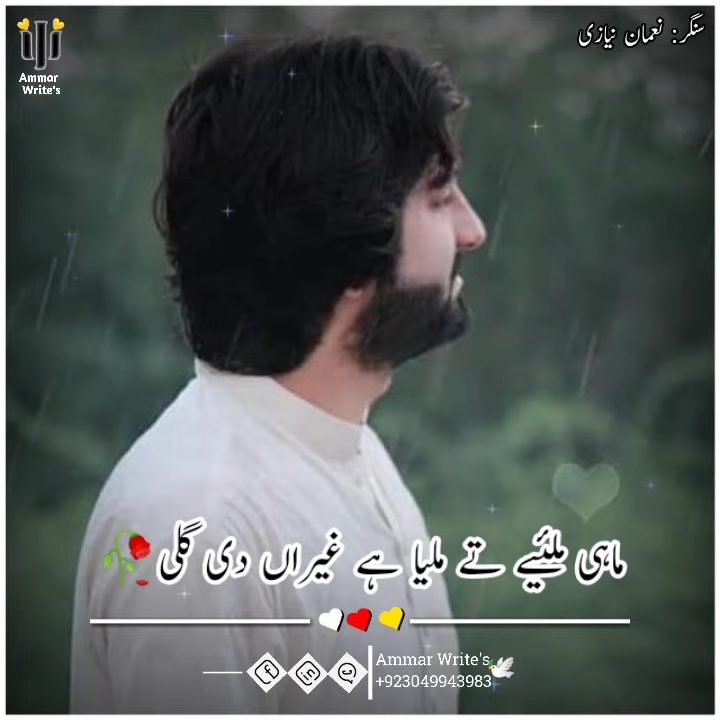 سنگر: نعمان نیازی
Ammar
Write's
ماہی ملئیے تے ملیا ہے غیراں دی گلی
Ammar Write's
+923049943983